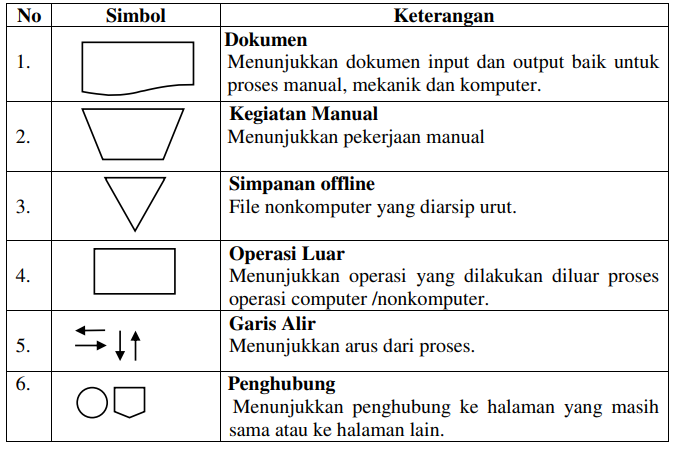 No Simbol Keterangan
1. Dokumen
Menunjukkan dokumen input dan output baik untuk
proses manual, mekanik dan komputer.
2. Kegiatan Manual
Menunjukkan pekerjaan manual
3. Simpanan offline
File nonkomputer yang diarsip urut.
4. Operasi Luar
Menunjukkan operasi yang dilakukan diluar proses
operasi computer /nonkomputer.
5. Garis Alir
Menunjukkan arus dari proses.
6. Penghubung
Menunjukkan penghubung ke halaman yang masih
sama atau ke halaman lain.